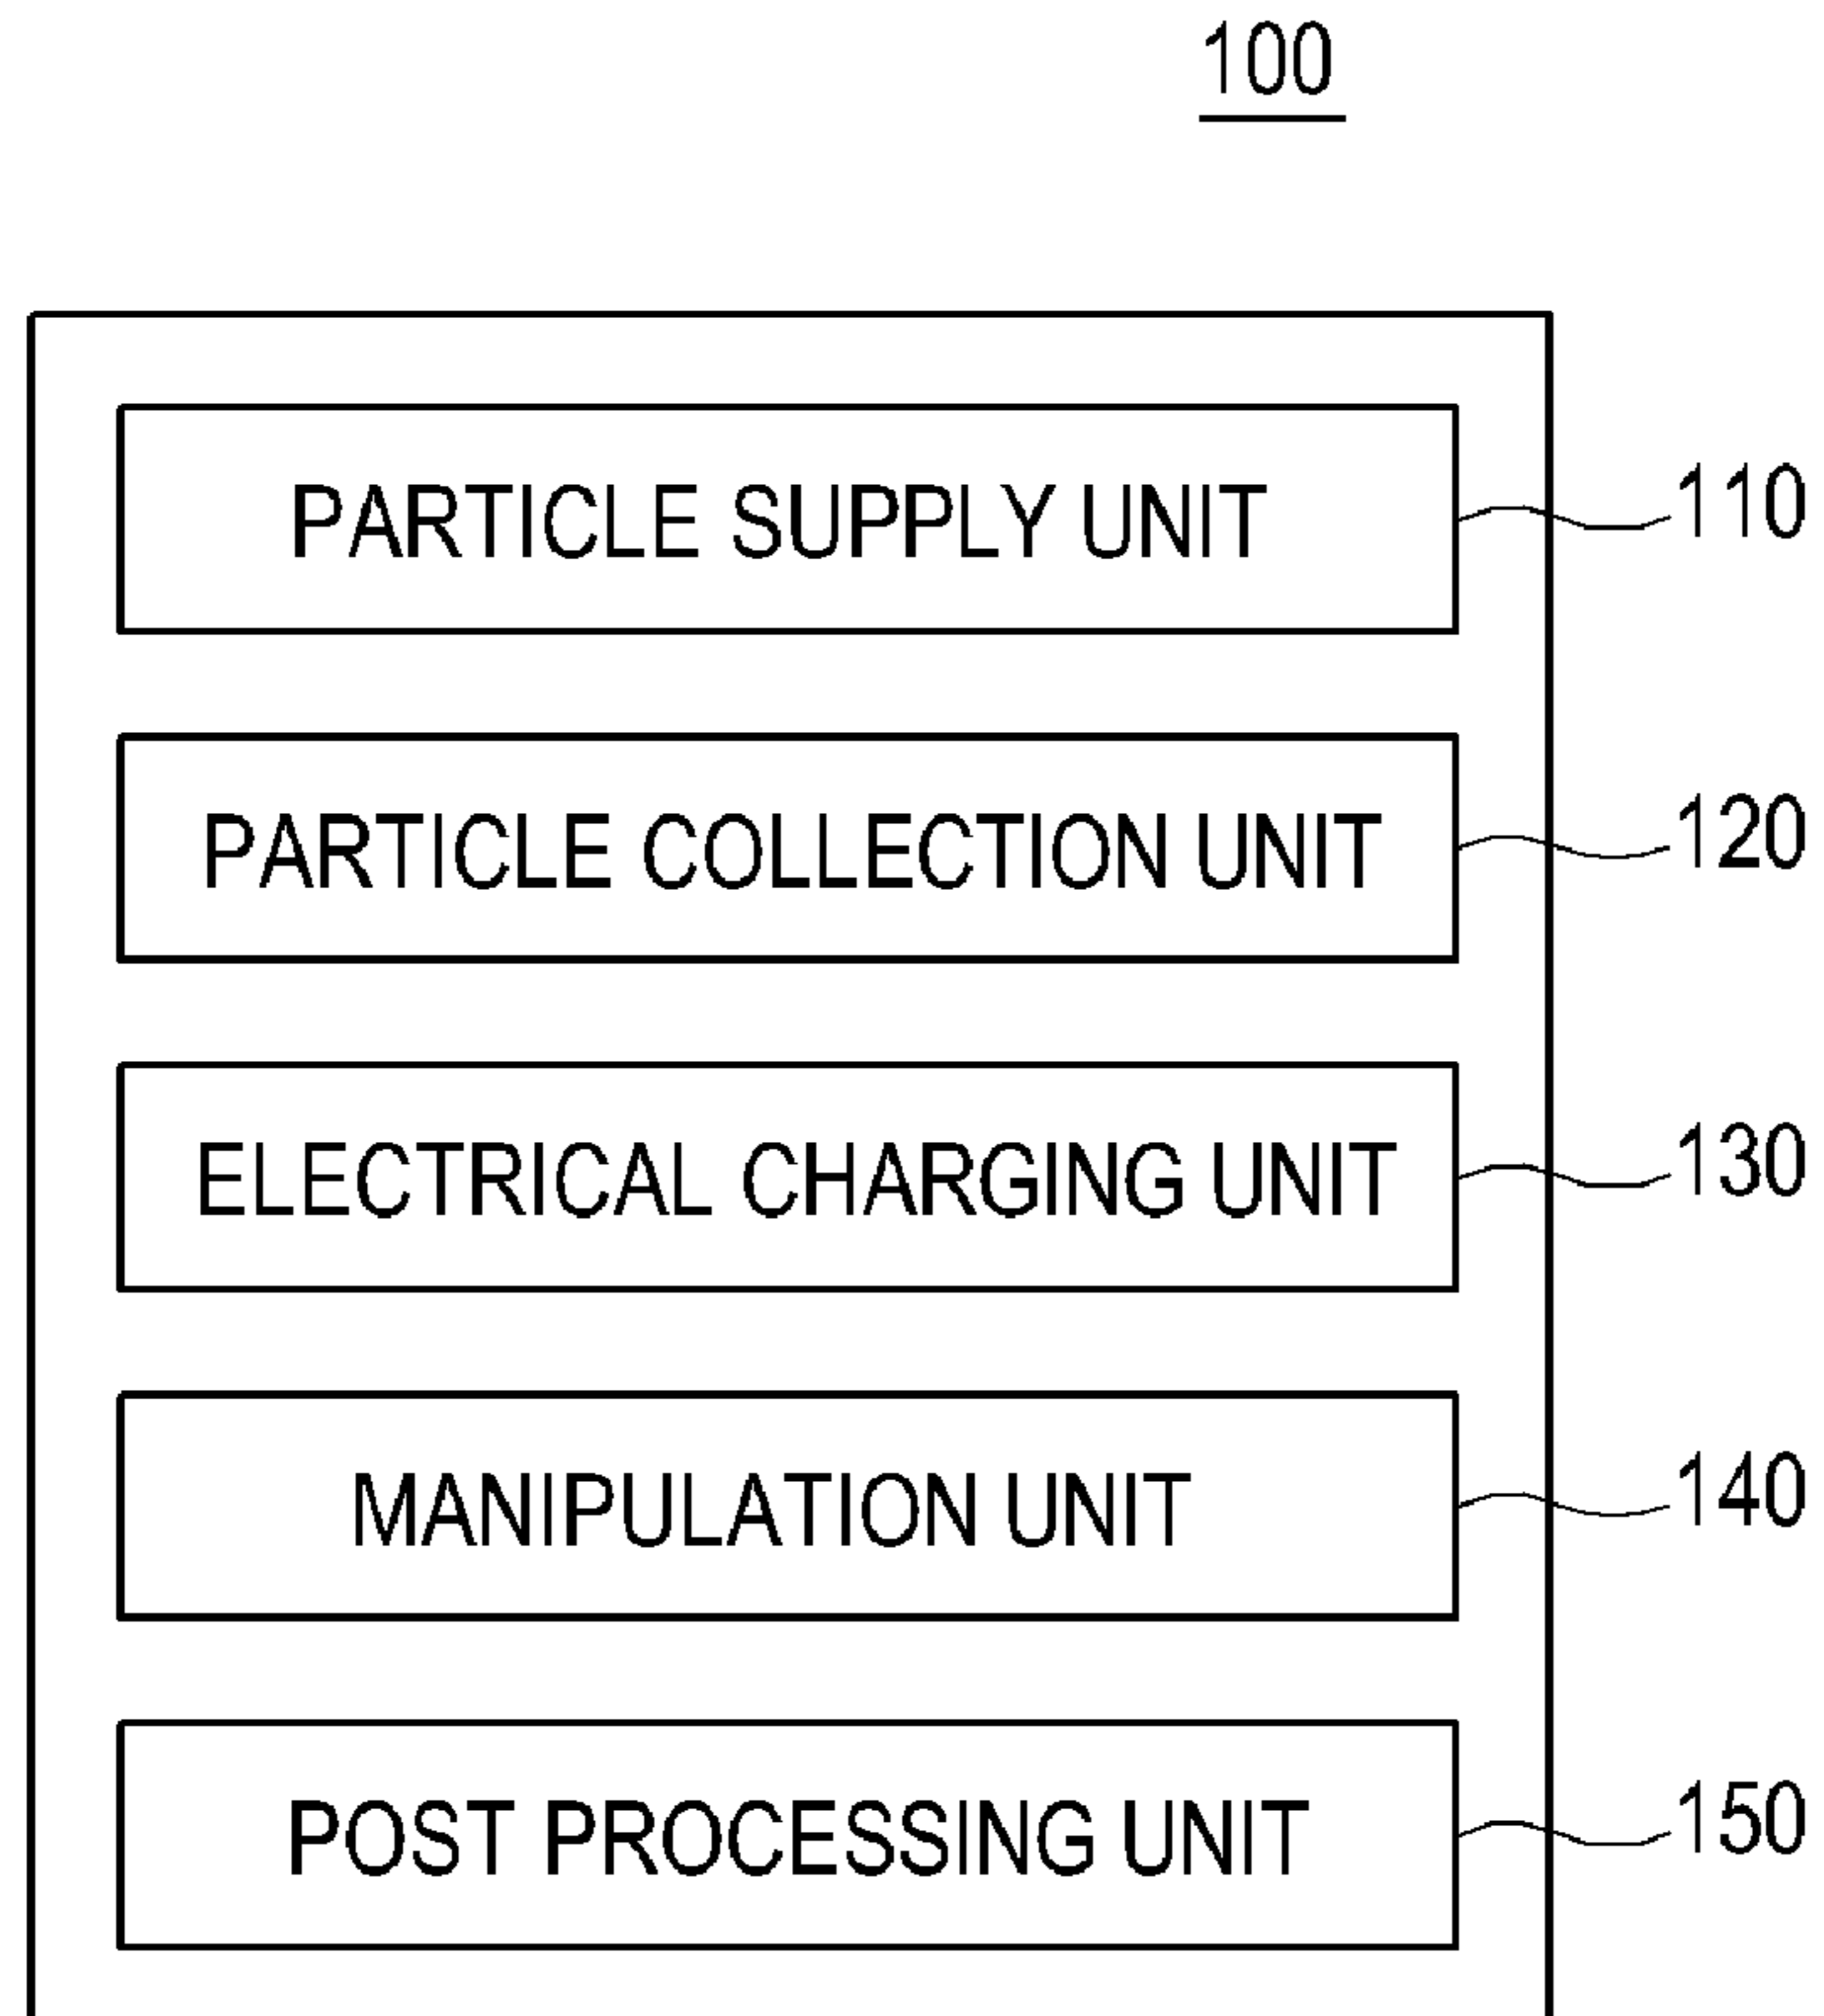 100
PARTICLE SUPPLY UNIT 110
PARTICLE COLLECTION UNIT 120
ELECTRICAL CHARGING UNIT 130
MANIPULATION UNIT 140
POST PROCESSING UNIT 150